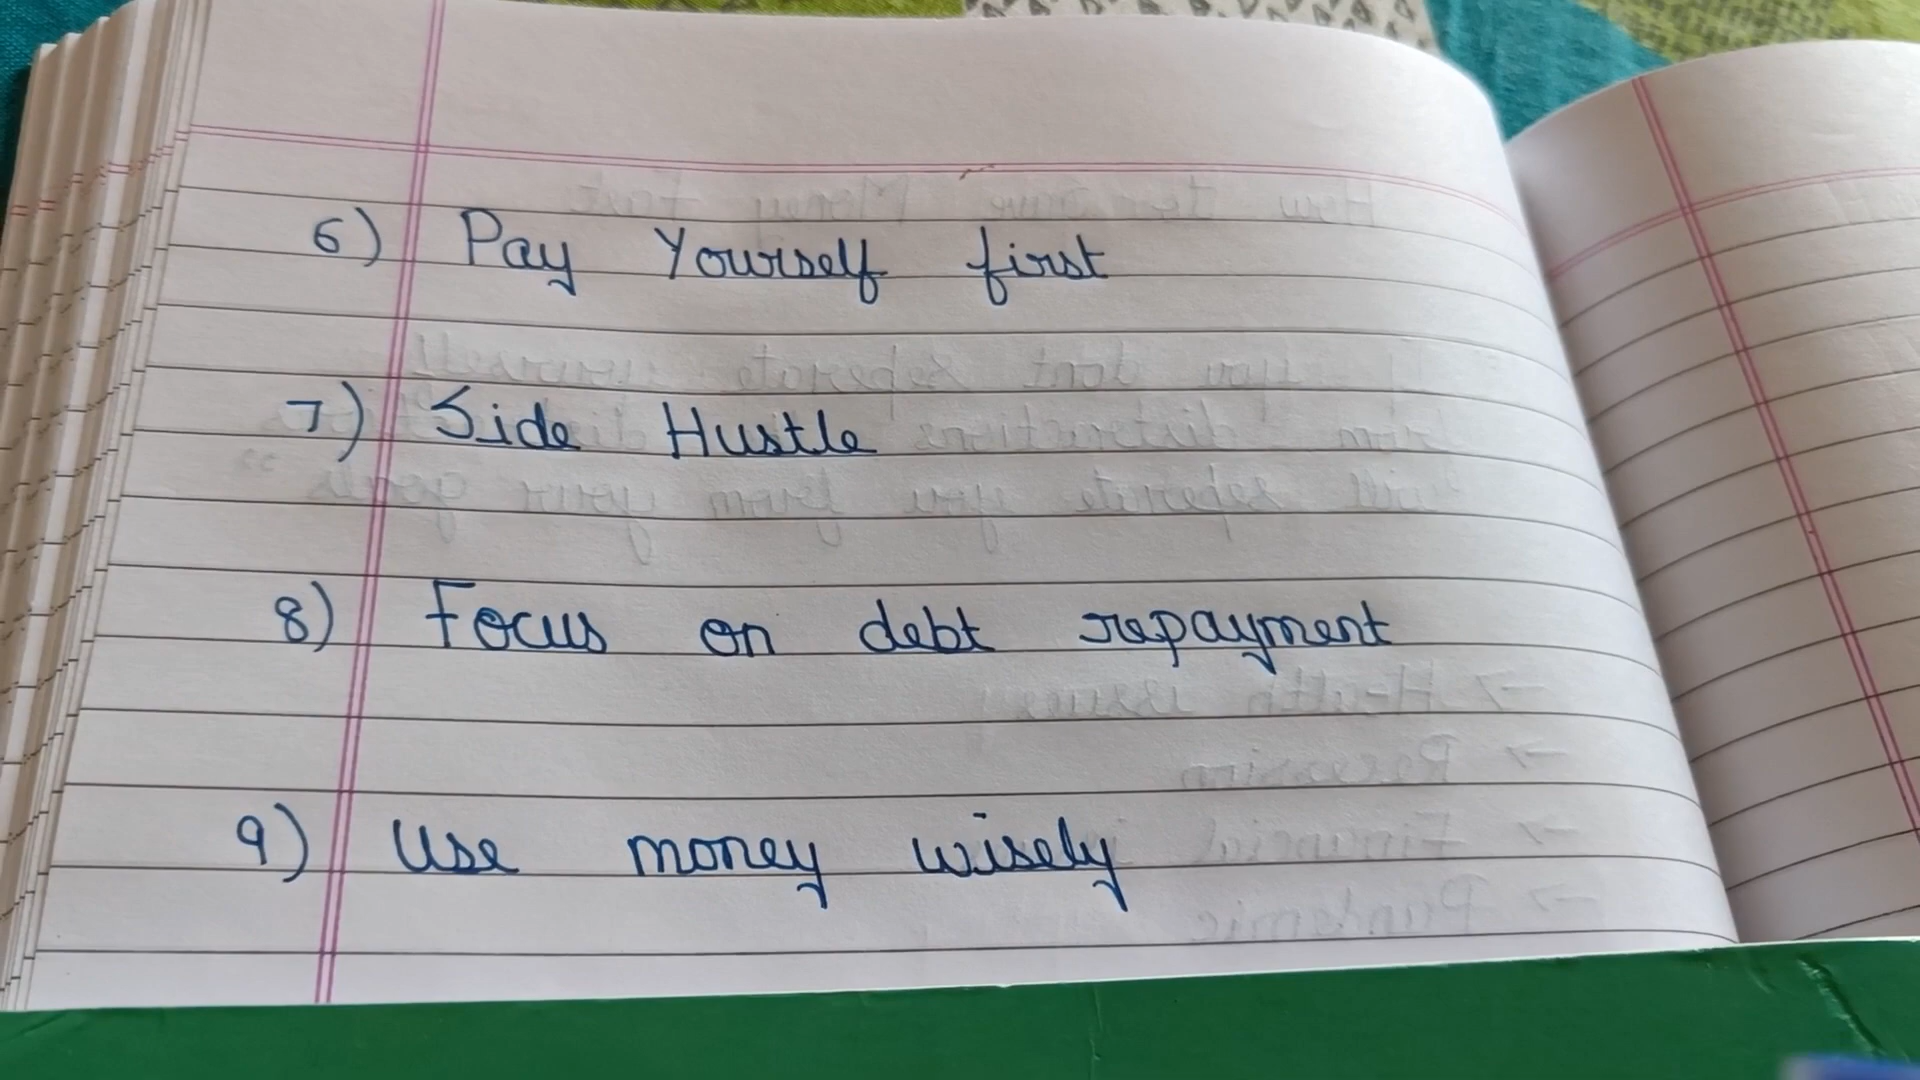 6) Pay Yourself first
7) Side Hustle
8) Focus on debt repayment
9) Use money wisely